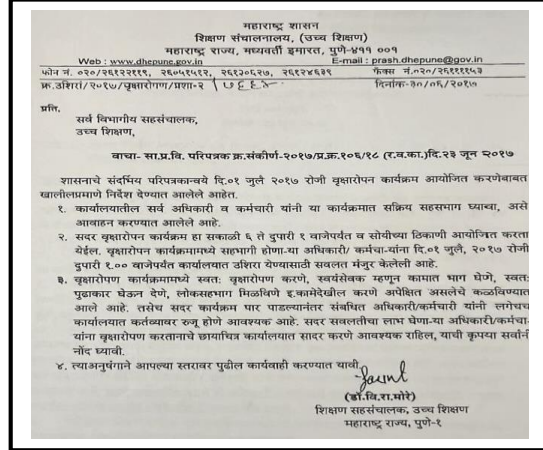 महाराष्ट्र शासन
शिक्षण संचालनालय, (उच्च शिक्षण)
महाराष्ट्र राज्य, मध्यवर्ती इमारत, पुणे-४११ ००१
Web : www.dhepune.gov.in E-mail : prash.dhepune@gov.in
फोन नं. ०२०/२६१२२११९, २६०५१५१२, २६१३०६२७, २६१२४६३९ फॅक्स नं.०२०/२६११११५३
क्र.उशिसं/२०१७/वृक्षारोपण/प्रशा-२ दिनांक-३०/०६/२०१७
प्रति,
सर्व विभागीय सहसंचालक,
उच्च शिक्षण,
वाचा- सा.प्र.वि. परिपत्रक क्र.संकीर्ण-२०१७/प्र.क्र.१०६/१८ (र.व.का.)दि.२३ जून २०१७
शासनाचे संदर्भिय परिपत्रकान्वये दि.०१ जुलै २०१७ रोजी वृक्षारोपन कार्यक्रम आयोजित करणेबाबत
खालीलप्रमाणे निर्देश देण्यात आलेले आहेत.
१. कार्यालयातील सर्व अधिकारी व कर्मचारी यांनी या कार्यक्रमात सक्रिय सहसभाग घ्यावा, असे
आवाहन करण्यात आलेले आहे.
२. सदर वृक्षारोपन कार्यक्रम हा सकाळी ६ ते दुपारी १ वाजेपर्यंत व सोयीच्या ठिकाणी आयोजित करता
येईल. वृक्षारोपन कार्यक्रमामध्ये सहभागी होणा-या अधिकारी/ कर्मचा-यांना दि.०१ जुलै, २०१७ रोजी
दुपारी १.०० वाजेपर्यंत कार्यालयात उशिरा येण्यासाठी सवलत मंजुर केलेली आहे.
३. वृक्षारोपण कार्यक्रमामध्ये स्वत: वृक्षारोपण करणे, स्वयंसेवक म्हणून कामात भाग घेणे, स्वत:
पुढाकार घेऊन देणे, लोकसहभाग मिळविणे इ.कामेदेखील करणे अपेक्षित असलेचे कळविण्यात
आले आहे. तसेच सदर कार्यक्रम पार पाडल्यानंतर संबधित अधिकारी/कर्मचारी यांनी लगेचच
कार्यालयात कर्तव्यावर रुजू होणे आवश्यक आहे. सदर सवलतीचा लाभ घेणा-या अधिकारी/कर्मचा-
यांना वृक्षारोपण करतानाचे छायाचित्र कार्यालयात सादर करणे आवश्यक राहिल, याची कृपया सर्वांनी
नोंद घ्यावी.
४. त्याअनुषंगाने आपल्या स्तरावर पुढील कार्यवाही करण्यात यावी.
(डॉ.वि.रा.मोरे)
शिक्षण सहसंचालक, उच्च शिक्षण
महाराष्ट्र राज्य, पुणे-१